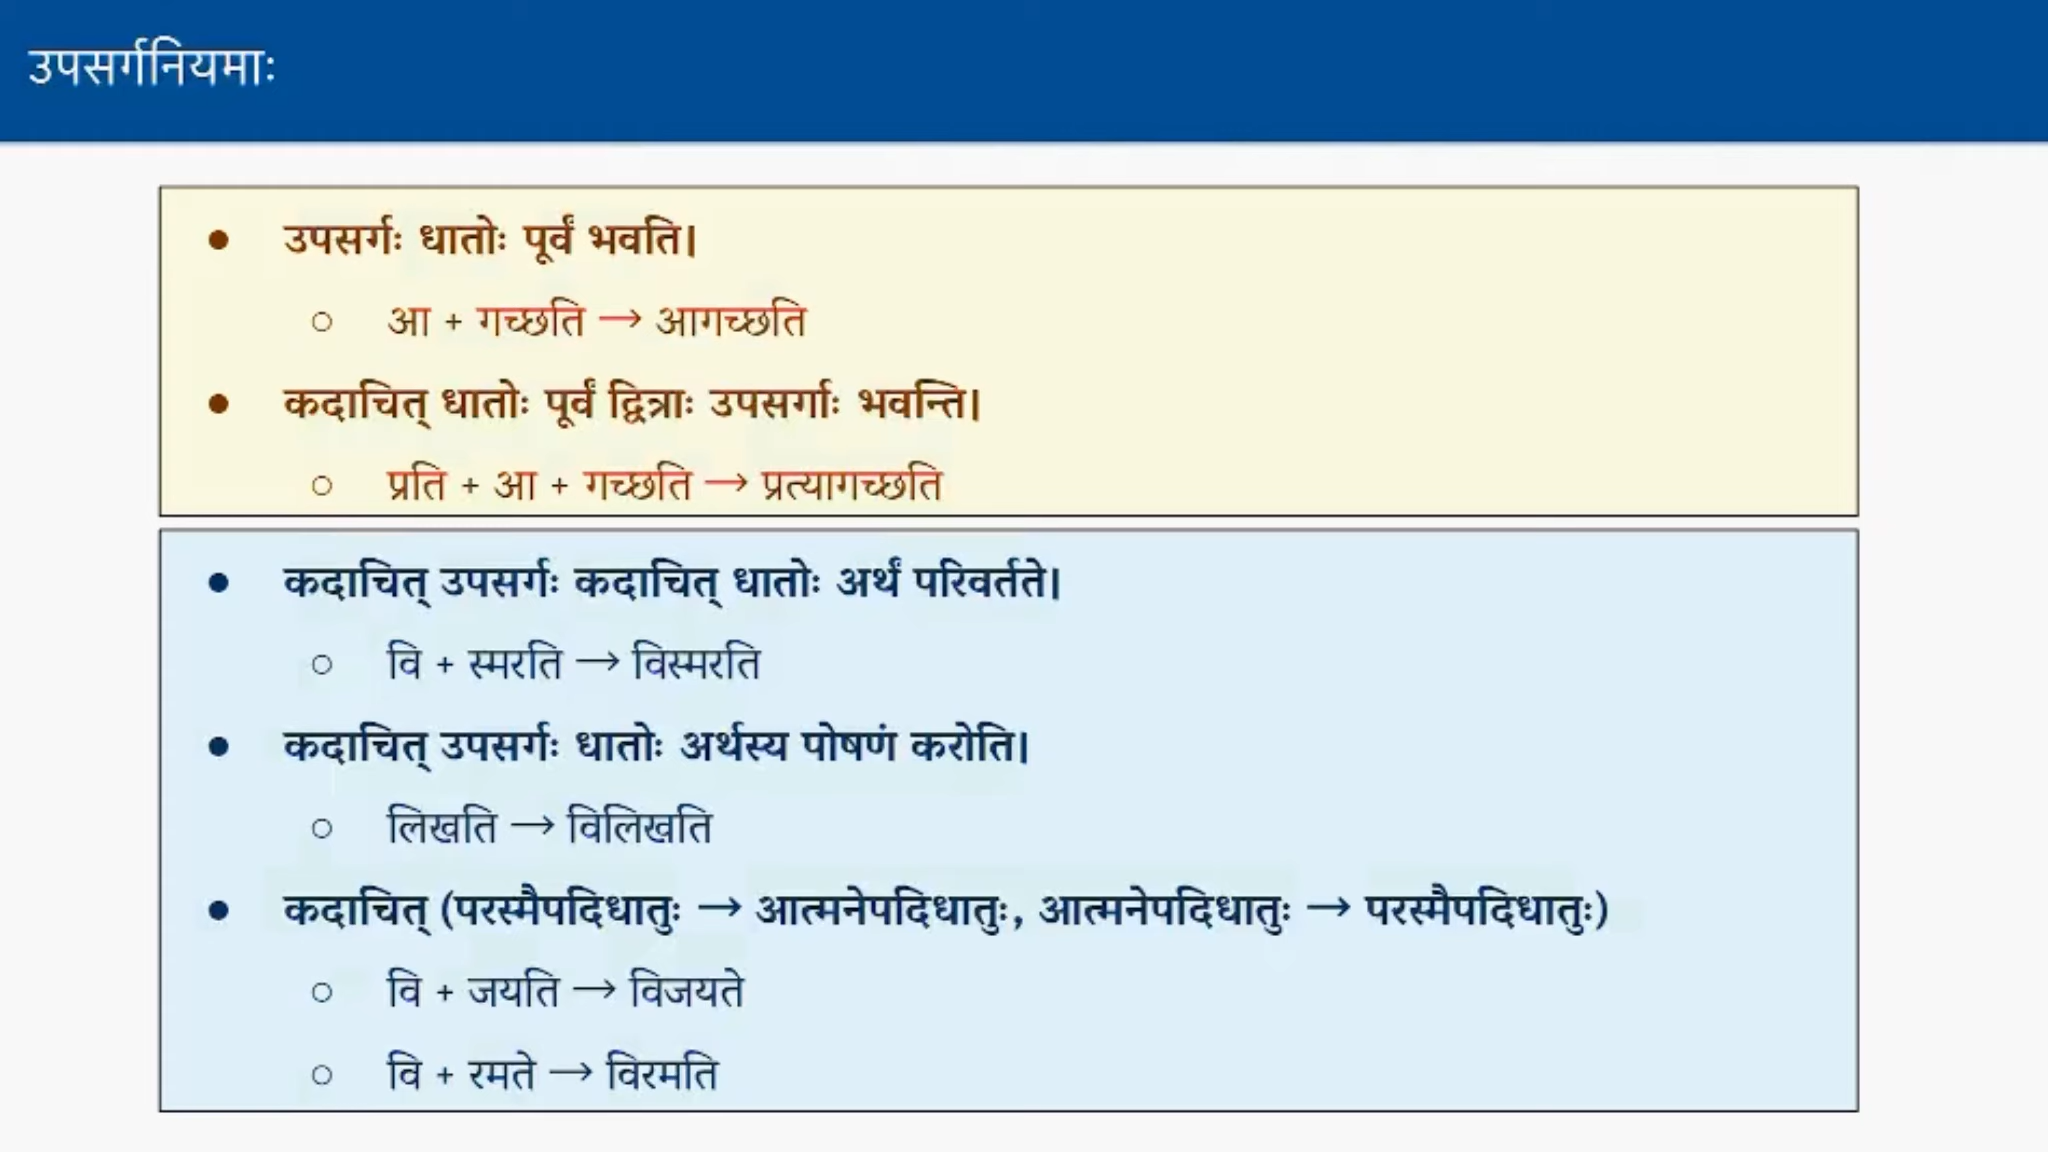 उपसर्गनियमाः
● उपसर्गः धातोः पूर्वं भवति।
○ आ + गच्छति → आगच्छति
● कदाचित् धातोः पूर्वं द्वित्राः उपसर्गाः भवन्ति।
○ प्रति + आ + गच्छति → प्रत्यागच्छति
● कदाचित् उपसर्गः कदाचित् धातोः अर्थं परिवर्तते।
○ वि + स्मरति → विस्मरति
● कदाचित् उपसर्गः धातोः अर्थस्य पोषणं करोति।
○ लिखति → विलिखति
● कदाचित् (परस्मैपदिधातुः → आत्मनेपदिधातुः, आत्मनेपदिधातुः → परस्मैपदिधातुः)
○ वि + जयति → विजयते
○ वि + रमते → विरमति